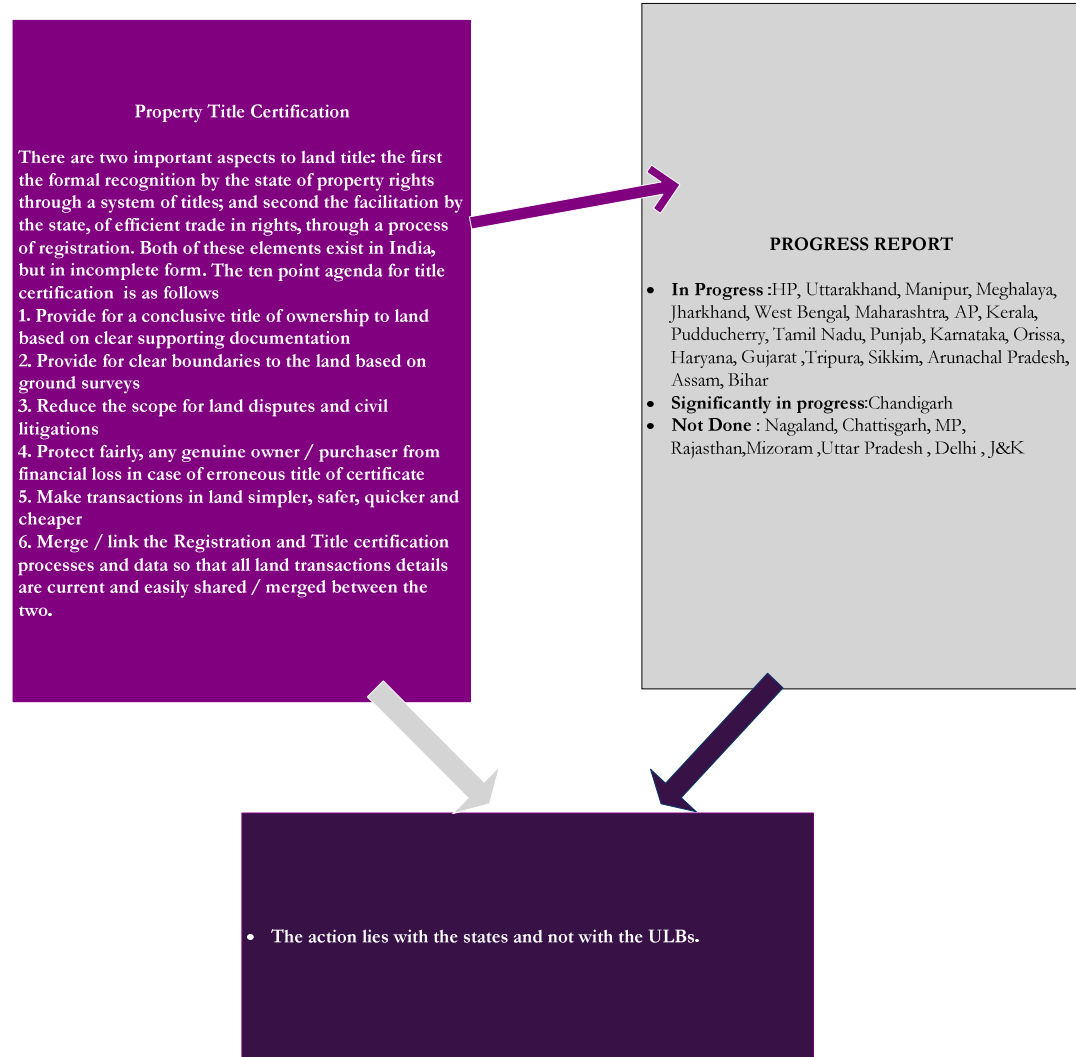 Property Title Certification
There are two important aspects to land title: the first
the formal recognition by the state of property rights
through a system of titles; and second the facilitation by
the state, of efficient trade in rights, through a process
of registration. Both of these elements exist in India,
but in incomplete form. The ten point agenda for title
certification is as follows
1. Provide for a conclusive title of ownership to land
based on clear supporting documentation
2. Provide for clear boundaries to the land based on
ground surveys
3. Reduce the scope for land disputes and civil
litigations
4. Protect fairly, any genuine owner / purchaser from
financial loss in case of erroneous title of certificate
5. Make transactions in land simpler, safer, quicker and
cheaper
6. Merge / link the Registration and Title certification
processes and data so that all land transactions details
are current and easily shared / merged between the
two.
PROGRESS REPORT
• In Progress :HP, Uttarakhand, Manipur, Meghalaya,
Jharkhand, West Bengal, Maharashtra, AP, Kerala,
Pudducherry, Tamil Nadu, Punjab, Karnataka, Orissa,
Haryana, Gujarat ,Tripura, Sikkim, Arunachal Pradesh,
Assam, Bihar
• Significantly in progress:Chandigarh
• Not Done : Nagaland, Chattisgarh, MP,
Rajasthan,Mizoram ,Uttar Pradesh , Delhi , J&K
• The action lies with the states and not with the ULBs.